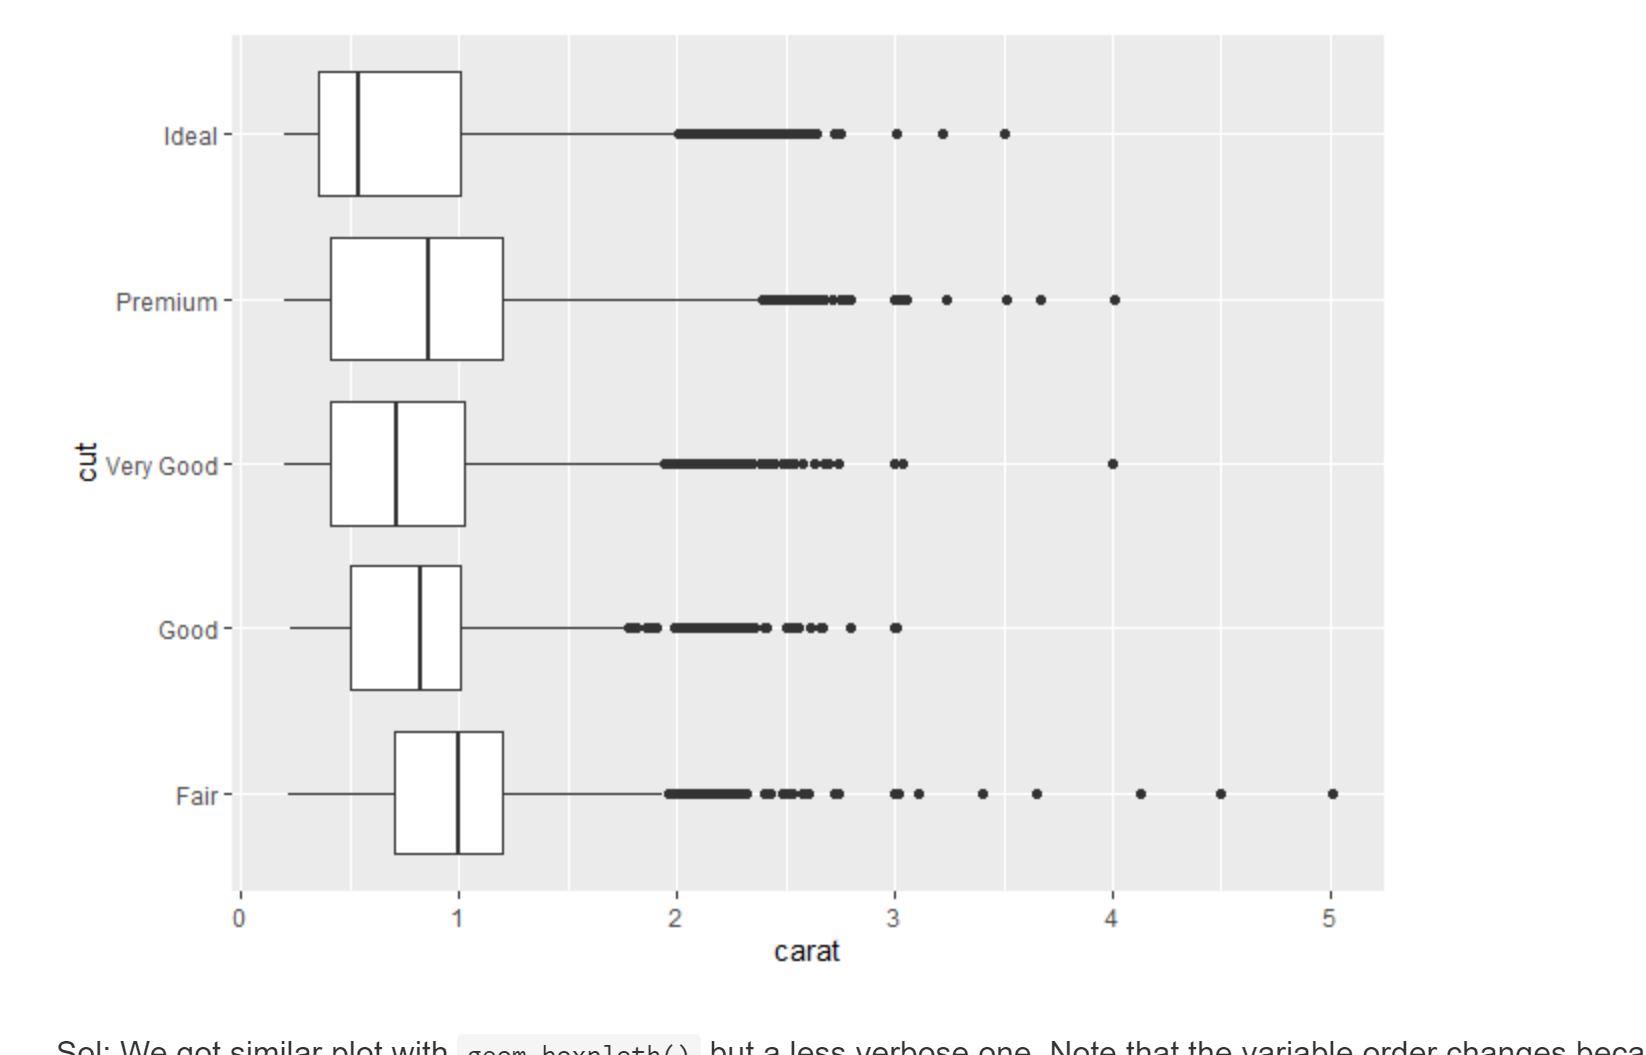 Ideal
Premium
cut
Very Good
Good
Fair
0 1 2 3 4 5
carat
Sol: We got similar plot with geom_boxploth() but a less verbose one. Note that the variable order changes beca